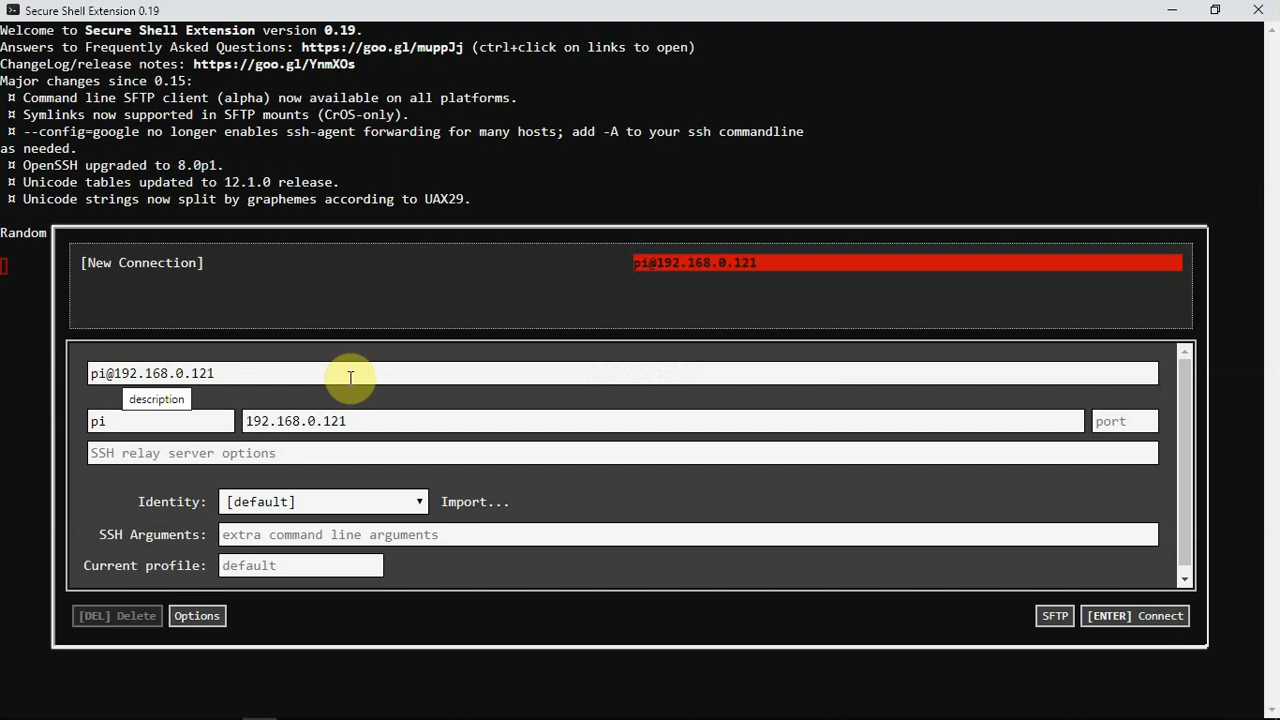 Secure Shell Extension 0.19
Welcome to Secure Shell Extension version 0.19.
Answers to Frequently Asked Questions: https://goo.gl/muppJj (ctrl+click on links to open)
ChangeLog/release notes: https://goo.gl/YnmXOs
Major changes since 0.15:
¤ Command line SFTP client (alpha) now available on all platforms.
¤ Symlinks now supported in SFTP mounts (CrOS-only).
¤ --config=google no longer enables ssh-agent forwarding for many hosts; add -A to your ssh commandline
as needed.
¤ OpenSSH upgraded to 8.0p1.
¤ Unicode tables updated to 12.1.0 release.
¤ Unicode strings now split by graphemes according to UAX29.
Random
[New Connection] pi@192.168.0.121
pi@192.168.0.121
description
pi 192.168.0.121 port
SSH relay server options
Identity: [default] Import...
SSH Arguments: extra command line arguments
Current profile: default
[DEL] Delete Options SFTP [ENTER] Connect